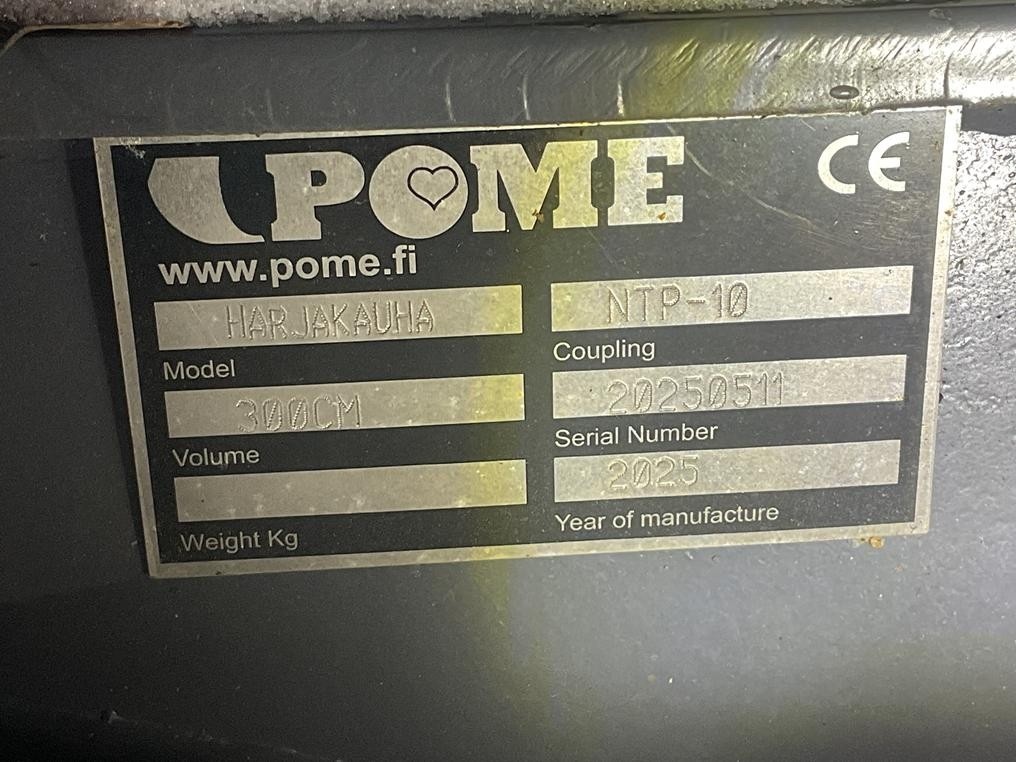 POME
CE
www.pome.fi
HARJAKAUHA
Model
NTP-10
Coupling
300CM
Volume
20250511
Serial Number
Weight Kg
2025
Year of manufacture